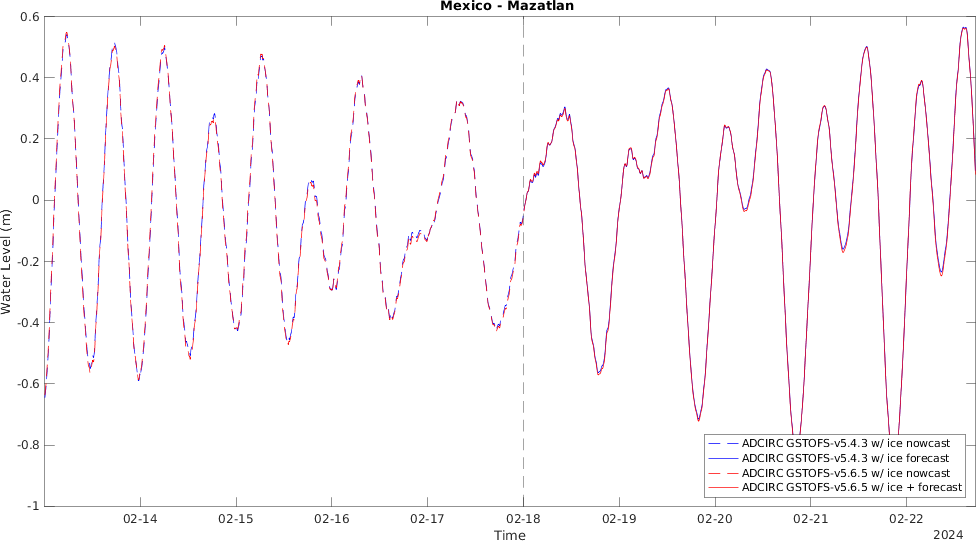 Mexico - Mazatlan
0.6
0.4
0.2
0
-0.2
-0.4
-0.6
-0.8
-1
Water Level (m)
ADCIRC GSTOFS-v5.4.3 w/ ice nowcast
ADCIRC GSTOFS-v5.4.3 w/ ice forecast
ADCIRC GSTOFS-v5.6.5 w/ ice nowcast
ADCIRC GSTOFS-v5.6.5 w/ ice + forecast
02-14 02-15 02-16 02-17 02-18 02-19 02-20 02-21 02-22
Time
2024